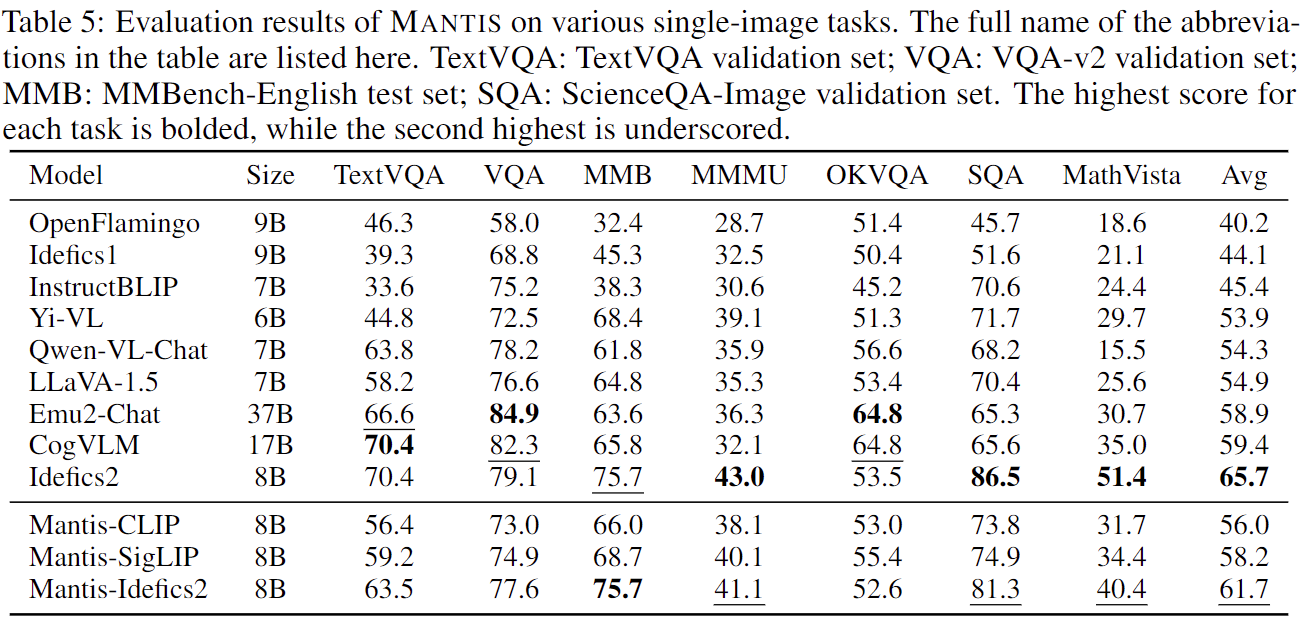 Table 5: Evaluation results of MANTIS on various single-image tasks. The full name of the abbrevia-
tions in the table are listed here. TextVQA: TextVQA validation set; VQA: VQA-v2 validation set;
MMB: MMBench-English test set; SQA: ScienceQA-Image validation set. The highest score for
each task is bolded, while the second highest is underscored.
Model Size TextVQA VQA MMB MMMU OKVQA SQA MathVista Avg
OpenFlamingo 9B 46.3 58.0 32.4 28.7 51.4 45.7 18.6 40.2
Idefics1 9B 39.3 68.8 45.3 32.5 50.4 51.6 21.1 44.1
InstructBLIP 7B 33.6 75.2 38.3 30.6 45.2 70.6 24.4 45.4
Yi-VL 6B 44.8 72.5 68.4 39.1 51.3 71.7 29.7 53.9
Qwen-VL-Chat 7B 63.8 78.2 61.8 35.9 56.6 68.2 15.5 54.3
LLaVA-1.5 7B 58.2 76.6 64.8 35.3 53.4 70.4 25.6 54.9
Emu2-Chat 37B 66.6 84.9 63.6 36.3 64.8 65.3 30.7 58.9
CogVLM 17B 70.4 82.3 65.8 32.1 64.8 65.6 35.0 59.4
Idefics2 8B 70.4 79.1 75.7 43.0 53.5 86.5 51.4 65.7
Mantis-CLIP 8B 56.4 73.0 66.0 38.1 53.0 73.8 31.7 56.0
Mantis-SigLIP 8B 59.2 74.9 68.7 40.1 55.4 74.9 34.4 58.2
Mantis-Idefics2 8B 63.5 77.6 75.7 41.1 52.6 81.3 40.4 61.7